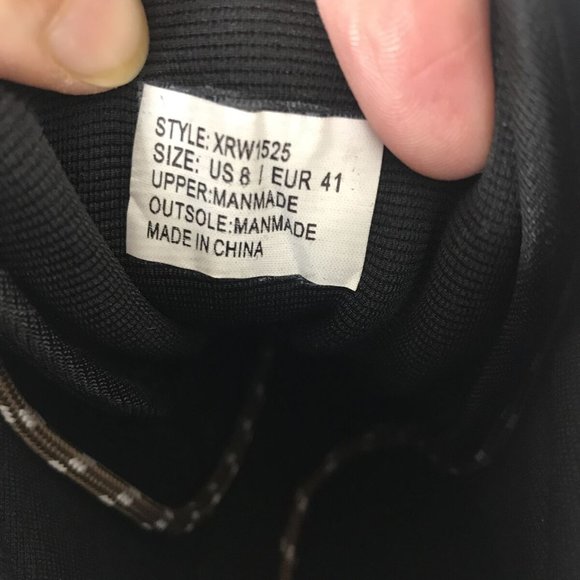 STYLE: XRW1525
SIZE: US 8 | EUR 41
UPPER:MANMADE
OUTSOLE:MANMADE
MADE IN CHINA